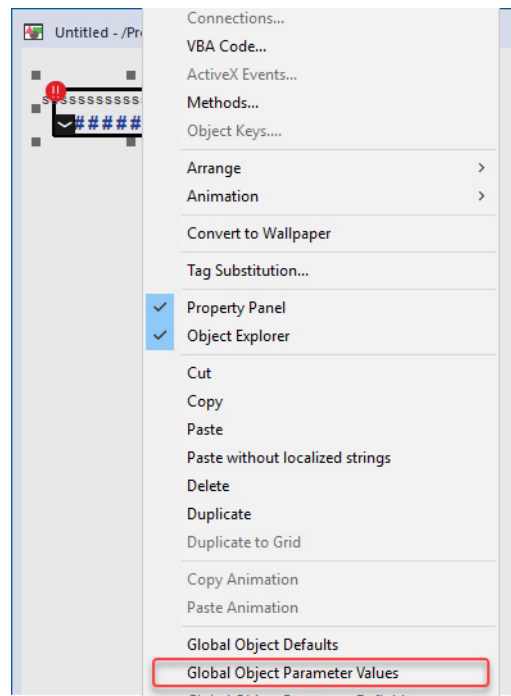 Connections...
Untitled - /Pr
VBA Code...
ActiveX Events...
Methods...
sssssssssss
Object Keys....
#####
Arrange
Animation
Convert to Wallpaper
Tag Substitution...
Property Panel
Object Explorer
Cut
Copy
Paste
Paste without localized strings
Delete
Duplicate
Duplicate to Grid
Copy Animation
Paste Animation
Global Object Defaults
Global Object Parameter Values